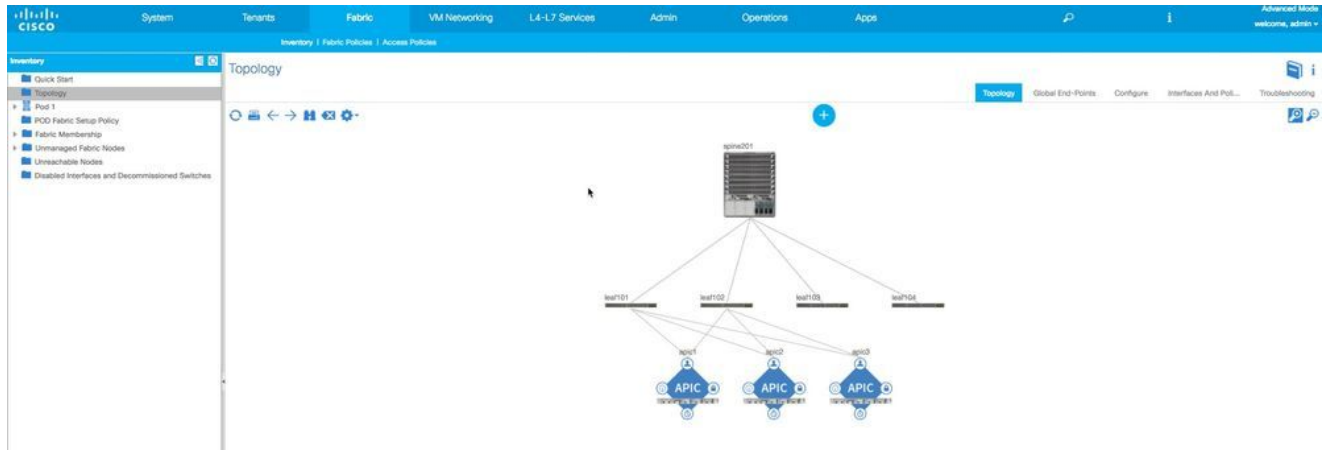 CISCO
System Tenants Fabric VM Networking L4-L7 Services Admin Operations Apps
Advanced Mode
welcome, admin
Inventory | Fabric Policies | Access Policies
Inventory
Quick Start
Topology
Pod 1
POD Fabric Setup Policy
Fabric Membership
Unmanaged Fabric Nodes
Unreachable Nodes
Disabled Interfaces and Decommissioned Switches
Topology
i
Topology Global End-Points Configure Interfaces And Poli... Troubleshooting
spine201
leaf101 leaf102 leaf103 leaf104
apic1 apic2 apic3
APIC APIC APIC